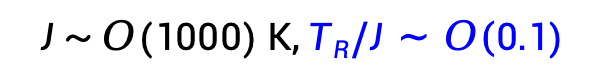 J ~ O(1000) K, T_R/J ~ O(0.1)